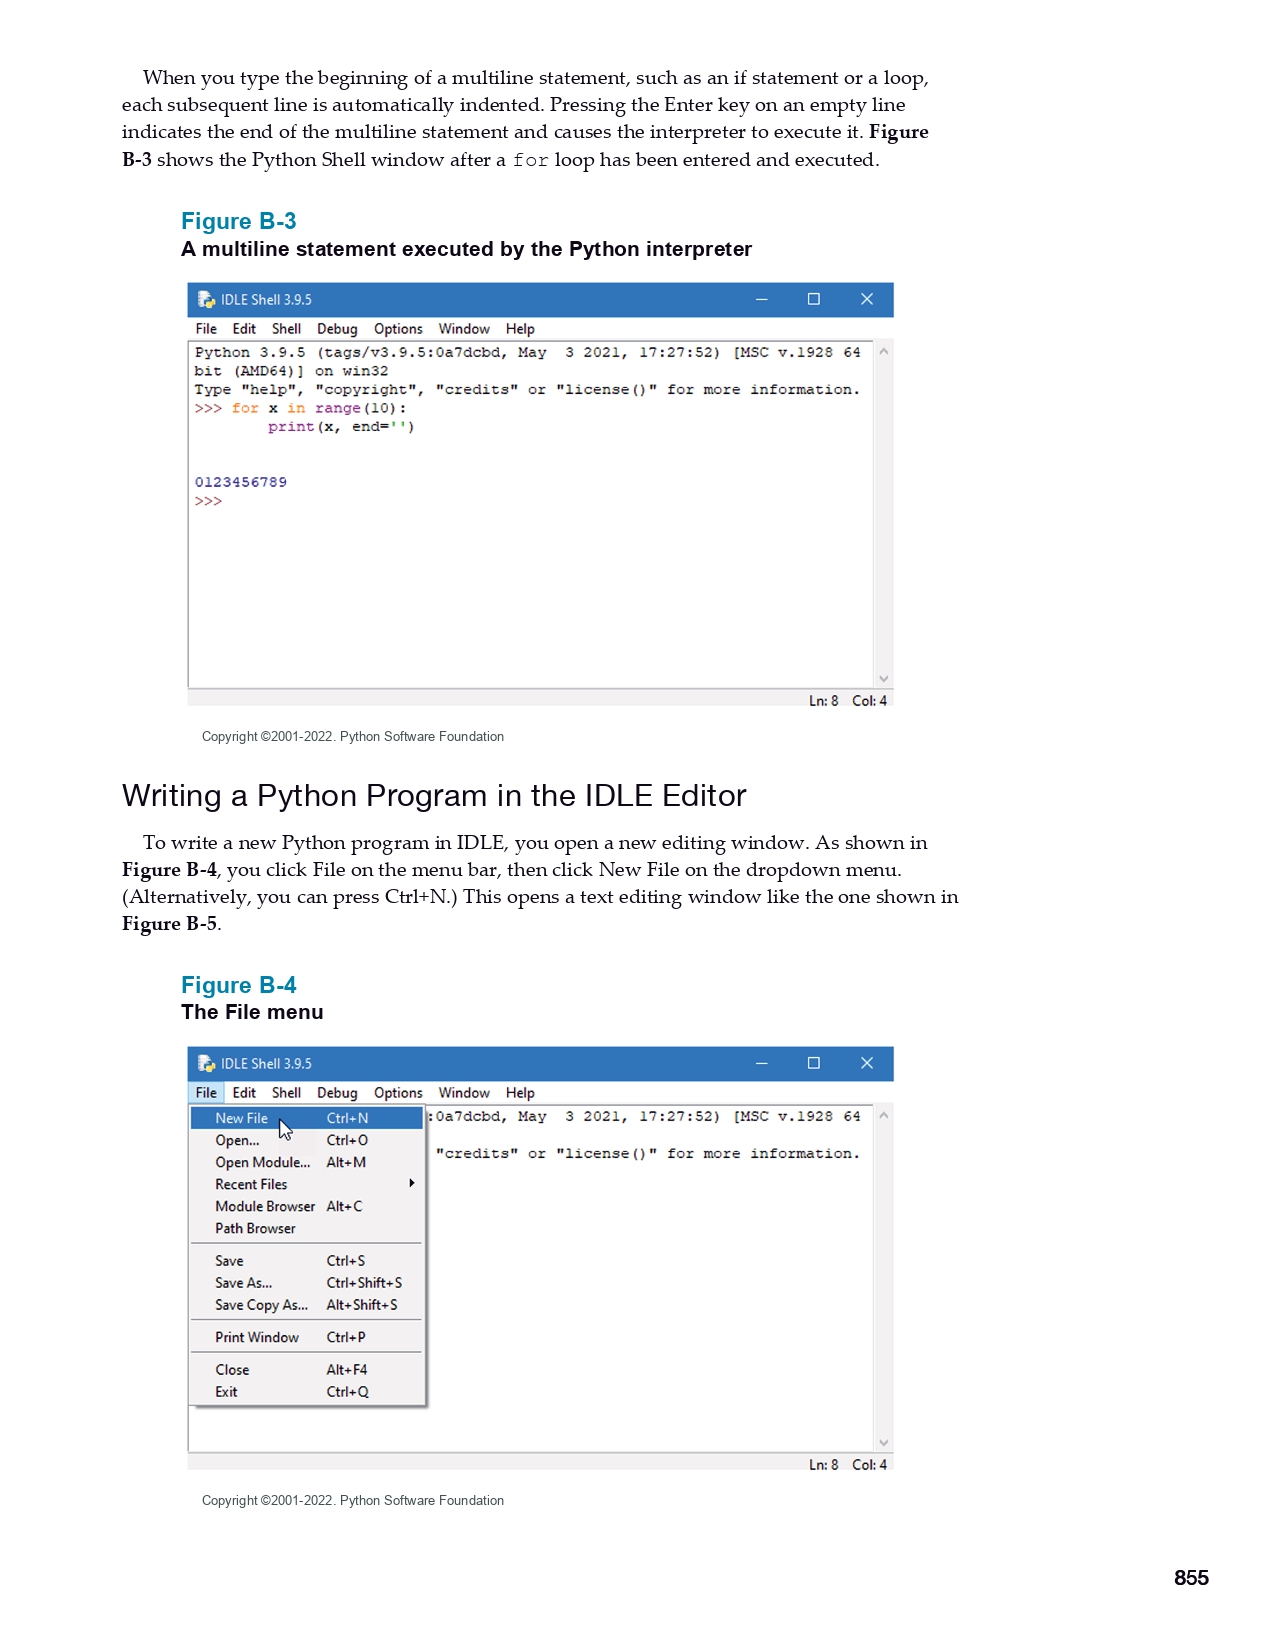 When you type the beginning of a multiline statement, such as an if statement or a loop,
each subsequent line is automatically indented. Pressing the Enter key on an empty line
indicates the end of the multiline statement and causes the interpreter to execute it. Figure
B-3 shows the Python Shell window after a for loop has been entered and executed.
Figure B-3
A multiline statement executed by the Python interpreter
IDLE Shell 3.9.5
File Edit Shell Debug Options Window Help
Python 3.9.5 (tags/v3.9.5:0a7dcbd, May  3 2021, 17:27:52) [MSC v.1928 64
bit (AMD64)] on win32
Type "help", "copyright", "credits" or "license()" for more information.
>>> for x in range(10):
        print(x, end='')
0123456789
>>>
Ln: 8 Col: 4
Copyright ©2001-2022. Python Software Foundation
Writing a Python Program in the IDLE Editor
To write a new Python program in IDLE, you open a new editing window. As shown in
Figure B-4, you click File on the menu bar, then click New File on the dropdown menu.
(Alternatively, you can press Ctrl+N.) This opens a text editing window like the one shown in
Figure B-5.
Figure B-4
The File menu
IDLE Shell 3.9.5
File Edit Shell Debug Options Window Help
New File Ctrl+N :0a7dcbd, May  3 2021, 17:27:52) [MSC v.1928 64
Open... Ctrl+O
"credits" or "license()" for more information.
Open Module... Alt+M
Recent Files
Module Browser Alt+C
Path Browser
Save Ctrl+S
Save As... Ctrl+Shift+S
Save Copy As... Alt+Shift+S
Print Window Ctrl+P
Close Alt+F4
Exit Ctrl+Q
Ln: 8 Col: 4
Copyright ©2001-2022. Python Software Foundation
855